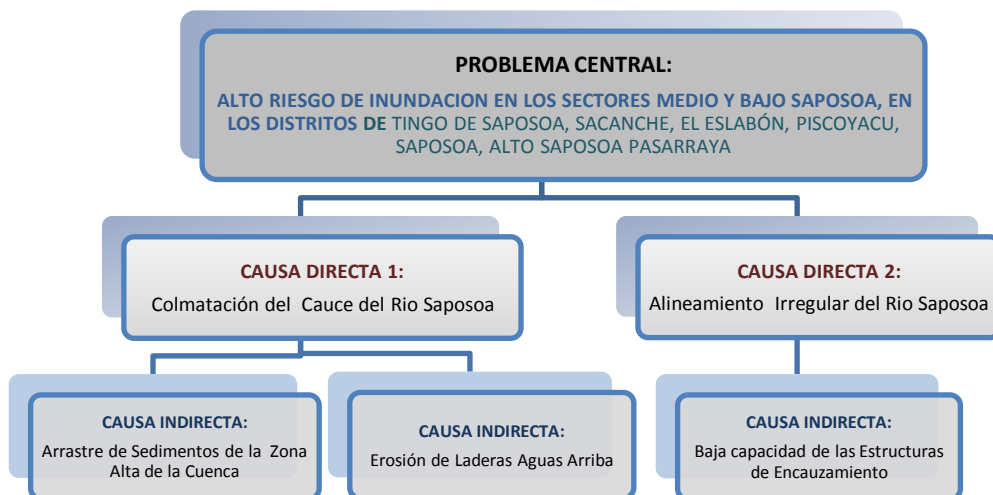 PROBLEMA CENTRAL:
ALTO RIESGO DE INUNDACION EN LOS SECTORES MEDIO Y BAJO SAPOSOA, EN
LOS DISTRITOS DE TINGO DE SAPOSOA, SACANCHE, EL ESLABÓN, PISCOYACU,
SAPOSOA, ALTO SAPOSOA PASARRAYA
CAUSA DIRECTA 1:
Colmatación del Cauce del Rio Saposoa
CAUSA DIRECTA 2:
Alineamiento Irregular del Rio Saposoa
CAUSA INDIRECTA:
Arrastre de Sedimentos de la Zona
Alta de la Cuenca
CAUSA INDIRECTA:
Erosión de Laderas Aguas Arriba
CAUSA INDIRECTA:
Baja capacidad de las Estructuras
de Encauzamiento